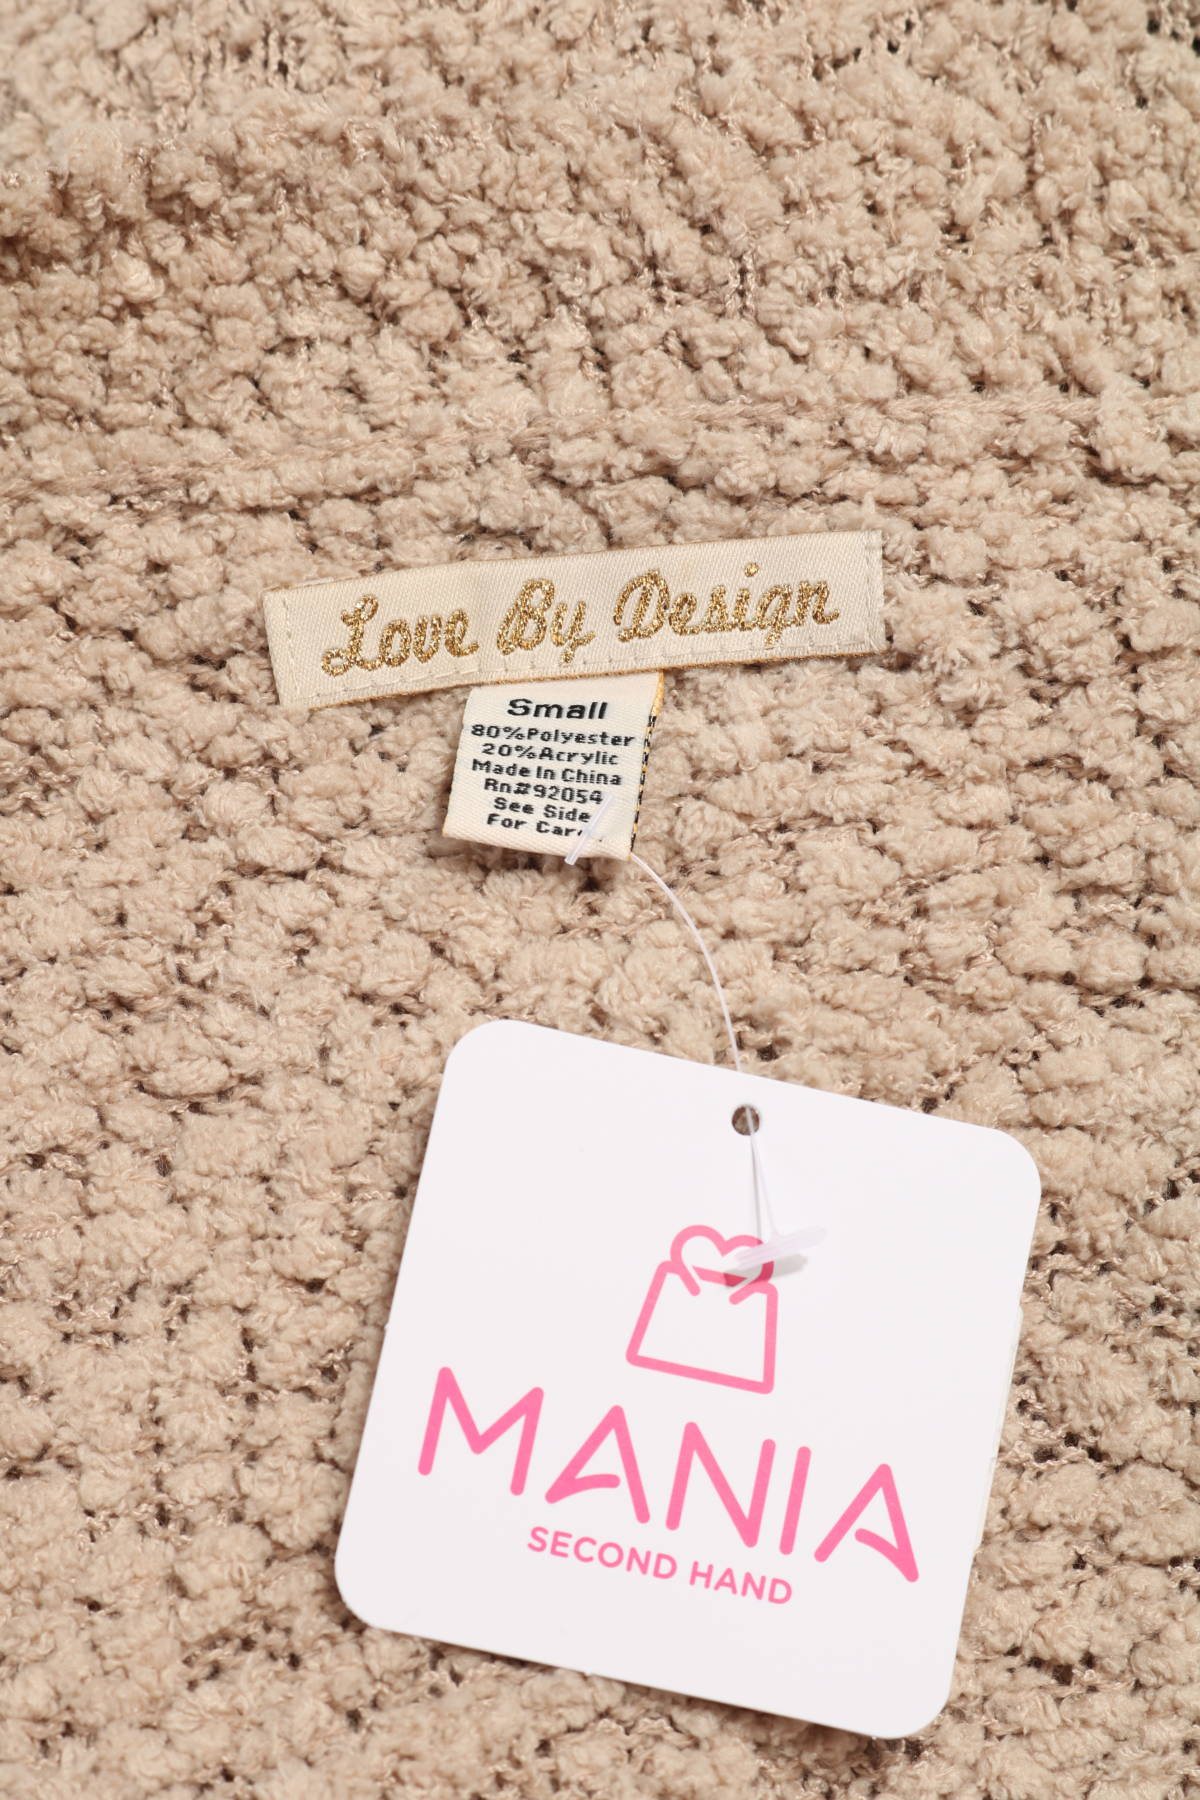 Love By Design
Small
80%Polyester
20%Acrylic
Made In China
Rn#92054
See Side
For Care
MANIA
SECOND HAND